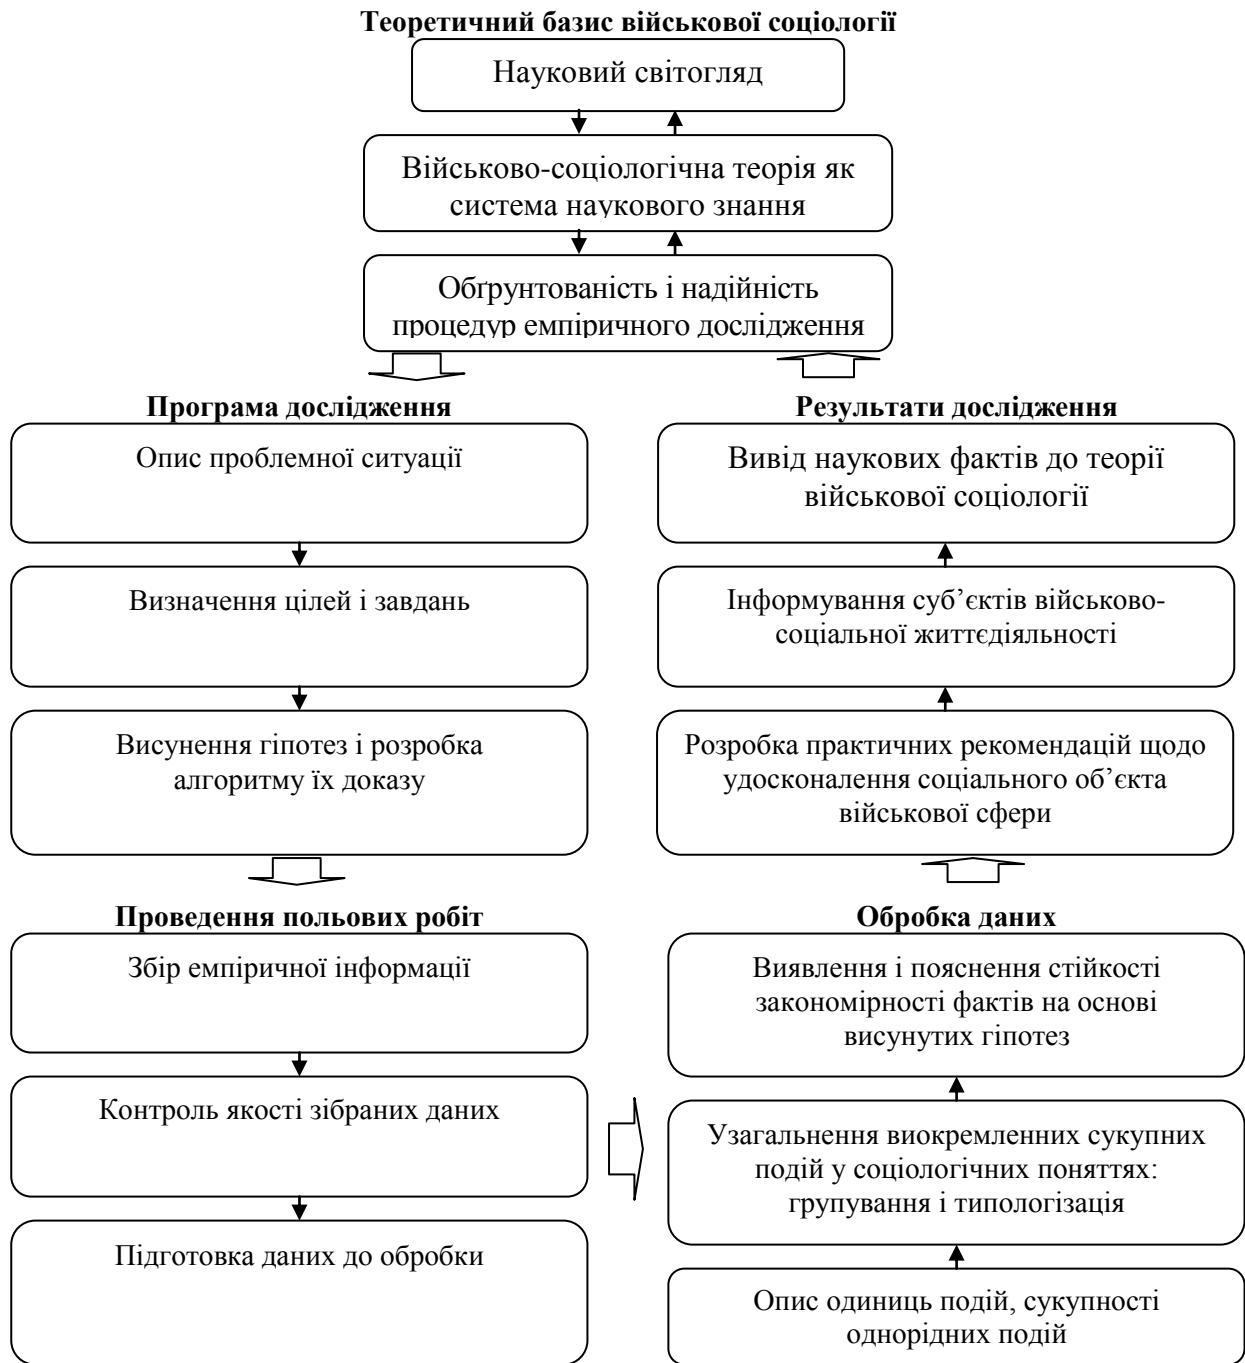 Теоретичний базис військової соціології
Науковий світогляд
Військово-соціологічна теорія як
система наукового знання
Обґрунтованість і надійність
процедур емпіричного дослідження
Програма дослідження
Опис проблемної ситуації
Визначення цілей і завдань
Висунення гіпотез і розробка
алгоритму їх доказу
Проведення польових робіт
Збір емпіричної інформації
Контроль якості зібраних даних
Підготовка даних до обробки
Результати дослідження
Вивід наукових фактів до теорії
військової соціології
Інформування суб’єктів військово-
соціальної життєдіяльності
Розробка практичних рекомендацій щодо
удосконалення соціального об’єкта
військової сфери
Обробка даних
Виявлення і пояснення стійкості
закономірності фактів на основі
висунутих гіпотез
Узагальнення виокремленних сукупних
подій у соціологічних поняттях:
групування і типологізація
Опис одиниць подій, сукупності
однорідних подій